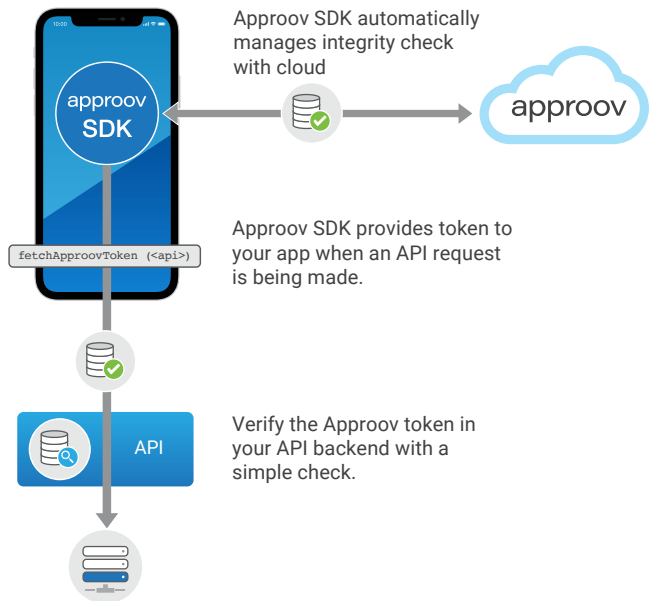 10:00
Approov SDK automatically
manages integrity check
with cloud
approov
SDK
approov
Approov SDK provides token to
your app when an API request
is being made.
fetchApproovToken (<api>)
Verify the Approov token in
your API backend with a
simple check.
API